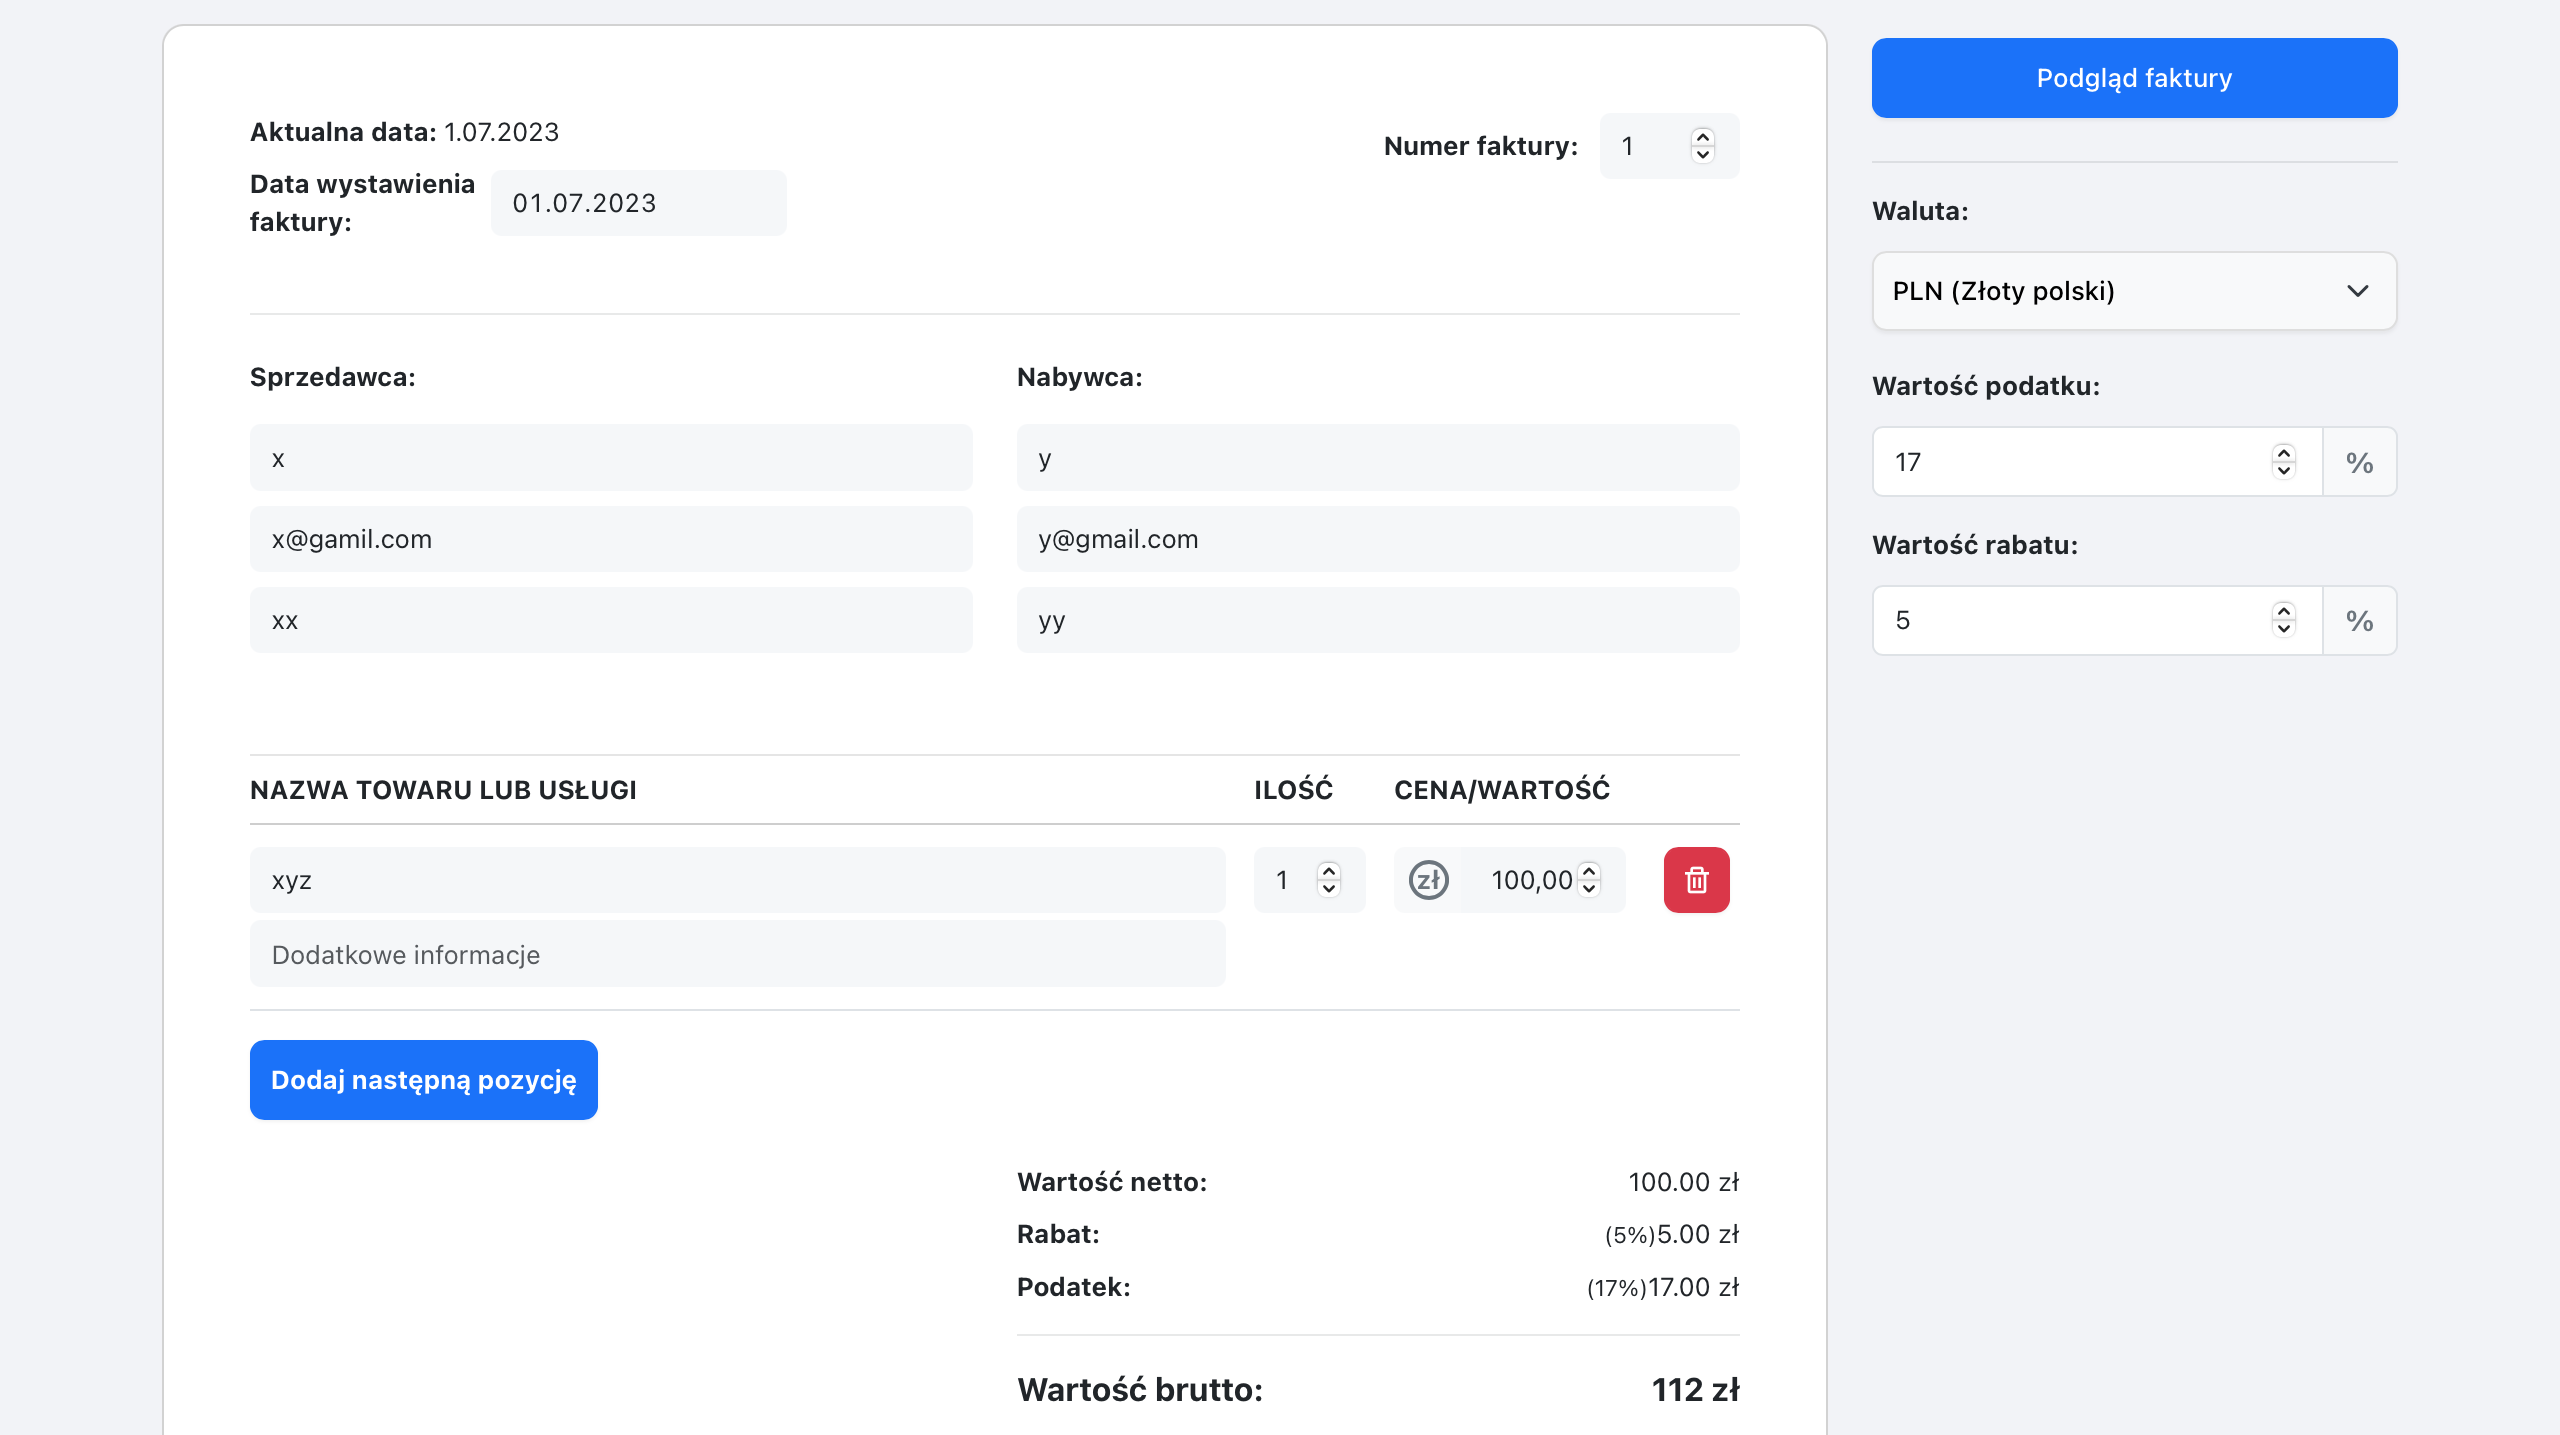 Podgląd faktury
Aktualna data: 1.07.2023
Numer faktury: 1
Data wystawienia
faktury:
01.07.2023
Waluta:
PLN (Złoty polski)
Wartość podatku:
17 %
Wartość rabatu:
5 %
Sprzedawca:
x
x@gamil.com
xx
Nabywca:
y
y@gmail.com
yy
NAZWA TOWARU LUB USŁUGI ILOŚĆ CENA/WARTOŚĆ
xyz 1 zł 100,00
Dodatkowe informacje
Dodaj następną pozycję
Wartość netto: 100.00 zł
Rabat: (5%)5.00 zł
Podatek: (17%)17.00 zł
Wartość brutto: 112 zł